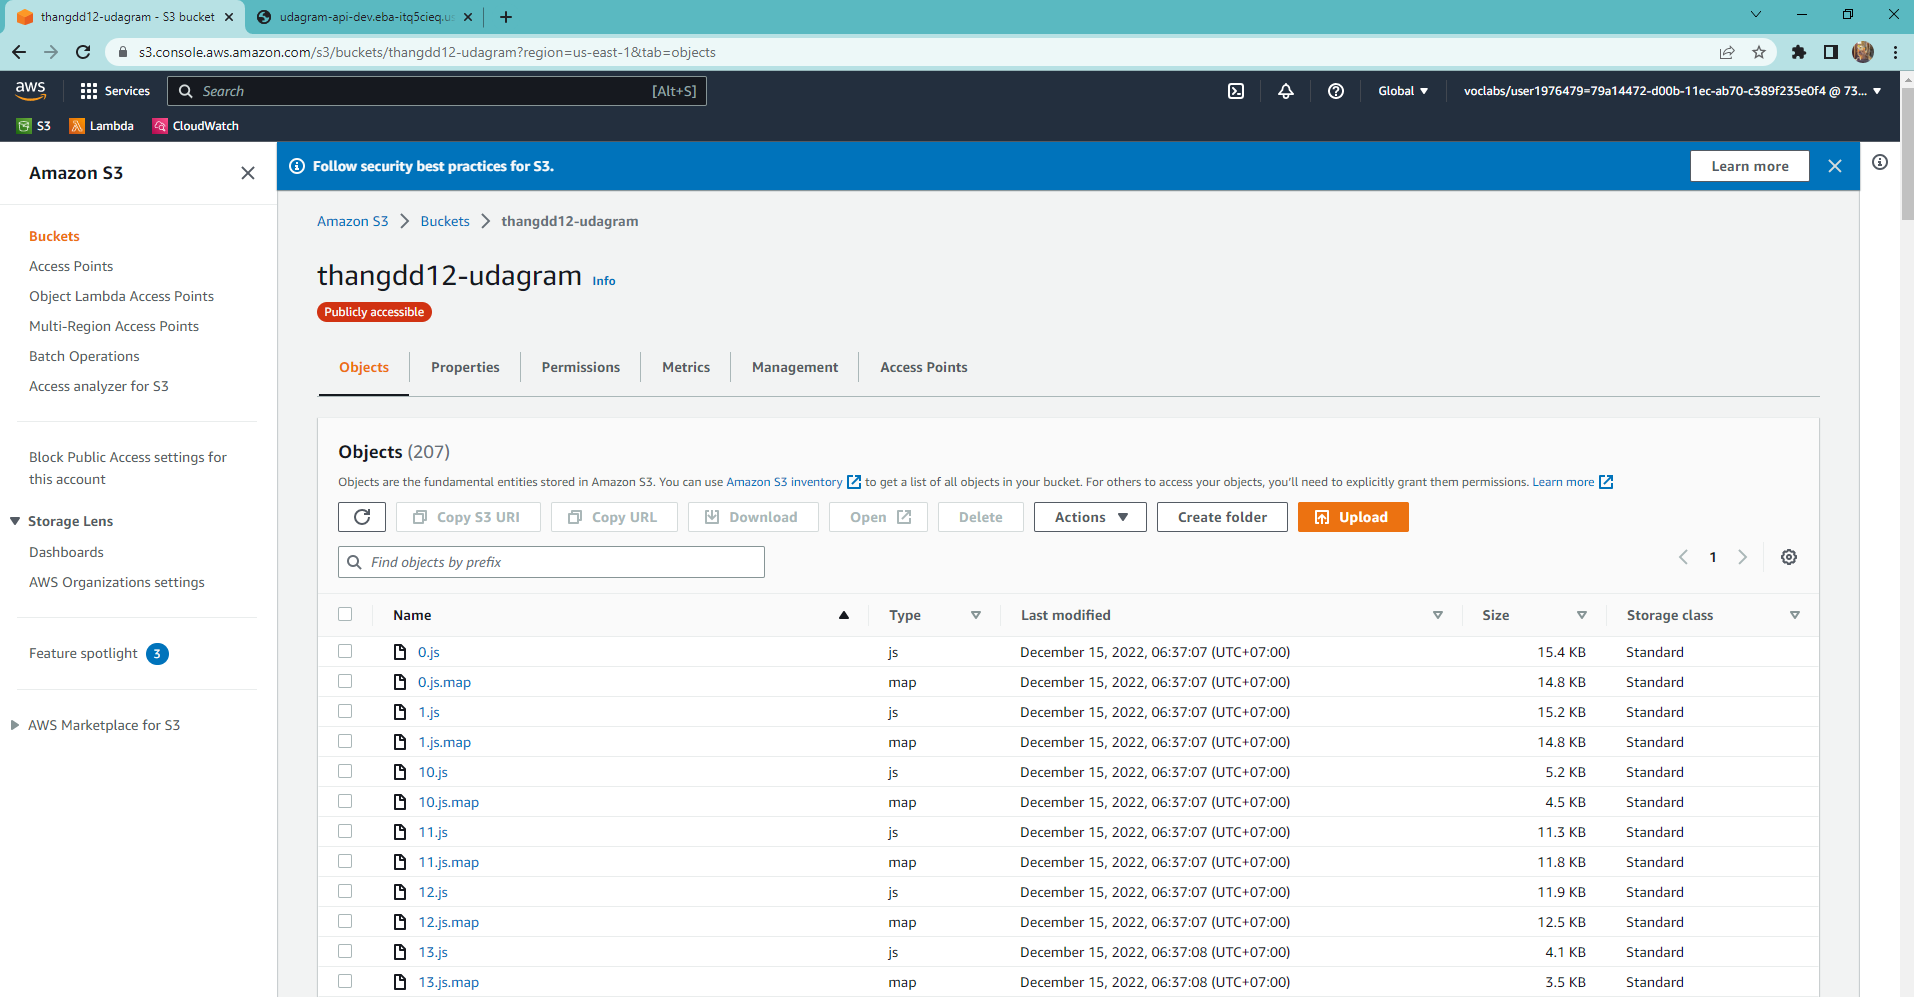 thangdd12-udagram - S3 bucket
udagram-api-dev.eba-itq5cieq.us
s3.console.aws.amazon.com/s3/buckets/thangdd12-udagram?region=us-east-1&tab=objects
aws
Services
Search
[Alt+S]
Global
voclabs/user1976479=79a14472-d00b-11ec-ab70-c389f235e0f4 @ 73...
S3
Lambda
CloudWatch
Amazon S3
Buckets
Access Points
Object Lambda Access Points
Multi-Region Access Points
Batch Operations
Access analyzer for S3
Block Public Access settings for
this account
Storage Lens
Dashboards
AWS Organizations settings
Feature spotlight 3
AWS Marketplace for S3
Follow security best practices for S3.
Learn more
Amazon S3 Buckets thangdd12-udagram
thangdd12-udagram Info
Publicly accessible
Objects Properties Permissions Metrics Management Access Points
Objects (207)
Objects are the fundamental entities stored in Amazon S3. You can use Amazon S3 inventory to get a list of all objects in your bucket. For others to access your objects, you'll need to explicitly grant them permissions. Learn more
Copy S3 URI Copy URL Download Open Delete Actions Create folder Upload
Find objects by prefix
1
Name Type Last modified Size Storage class
0.js js December 15, 2022, 06:37:07 (UTC+07:00) 15.4 KB Standard
0.js.map map December 15, 2022, 06:37:07 (UTC+07:00) 14.8 KB Standard
1.js js December 15, 2022, 06:37:07 (UTC+07:00) 15.2 KB Standard
1.js.map map December 15, 2022, 06:37:07 (UTC+07:00) 14.8 KB Standard
10.js js December 15, 2022, 06:37:07 (UTC+07:00) 5.2 KB Standard
10.js.map map December 15, 2022, 06:37:07 (UTC+07:00) 4.5 KB Standard
11.js js December 15, 2022, 06:37:07 (UTC+07:00) 11.3 KB Standard
11.js.map map December 15, 2022, 06:37:07 (UTC+07:00) 11.8 KB Standard
12.js js December 15, 2022, 06:37:07 (UTC+07:00) 11.9 KB Standard
12.js.map map December 15, 2022, 06:37:07 (UTC+07:00) 12.5 KB Standard
13.js js December 15, 2022, 06:37:08 (UTC+07:00) 4.1 KB Standard
13.js.map map December 15, 2022, 06:37:08 (UTC+07:00) 3.5 KB Standard